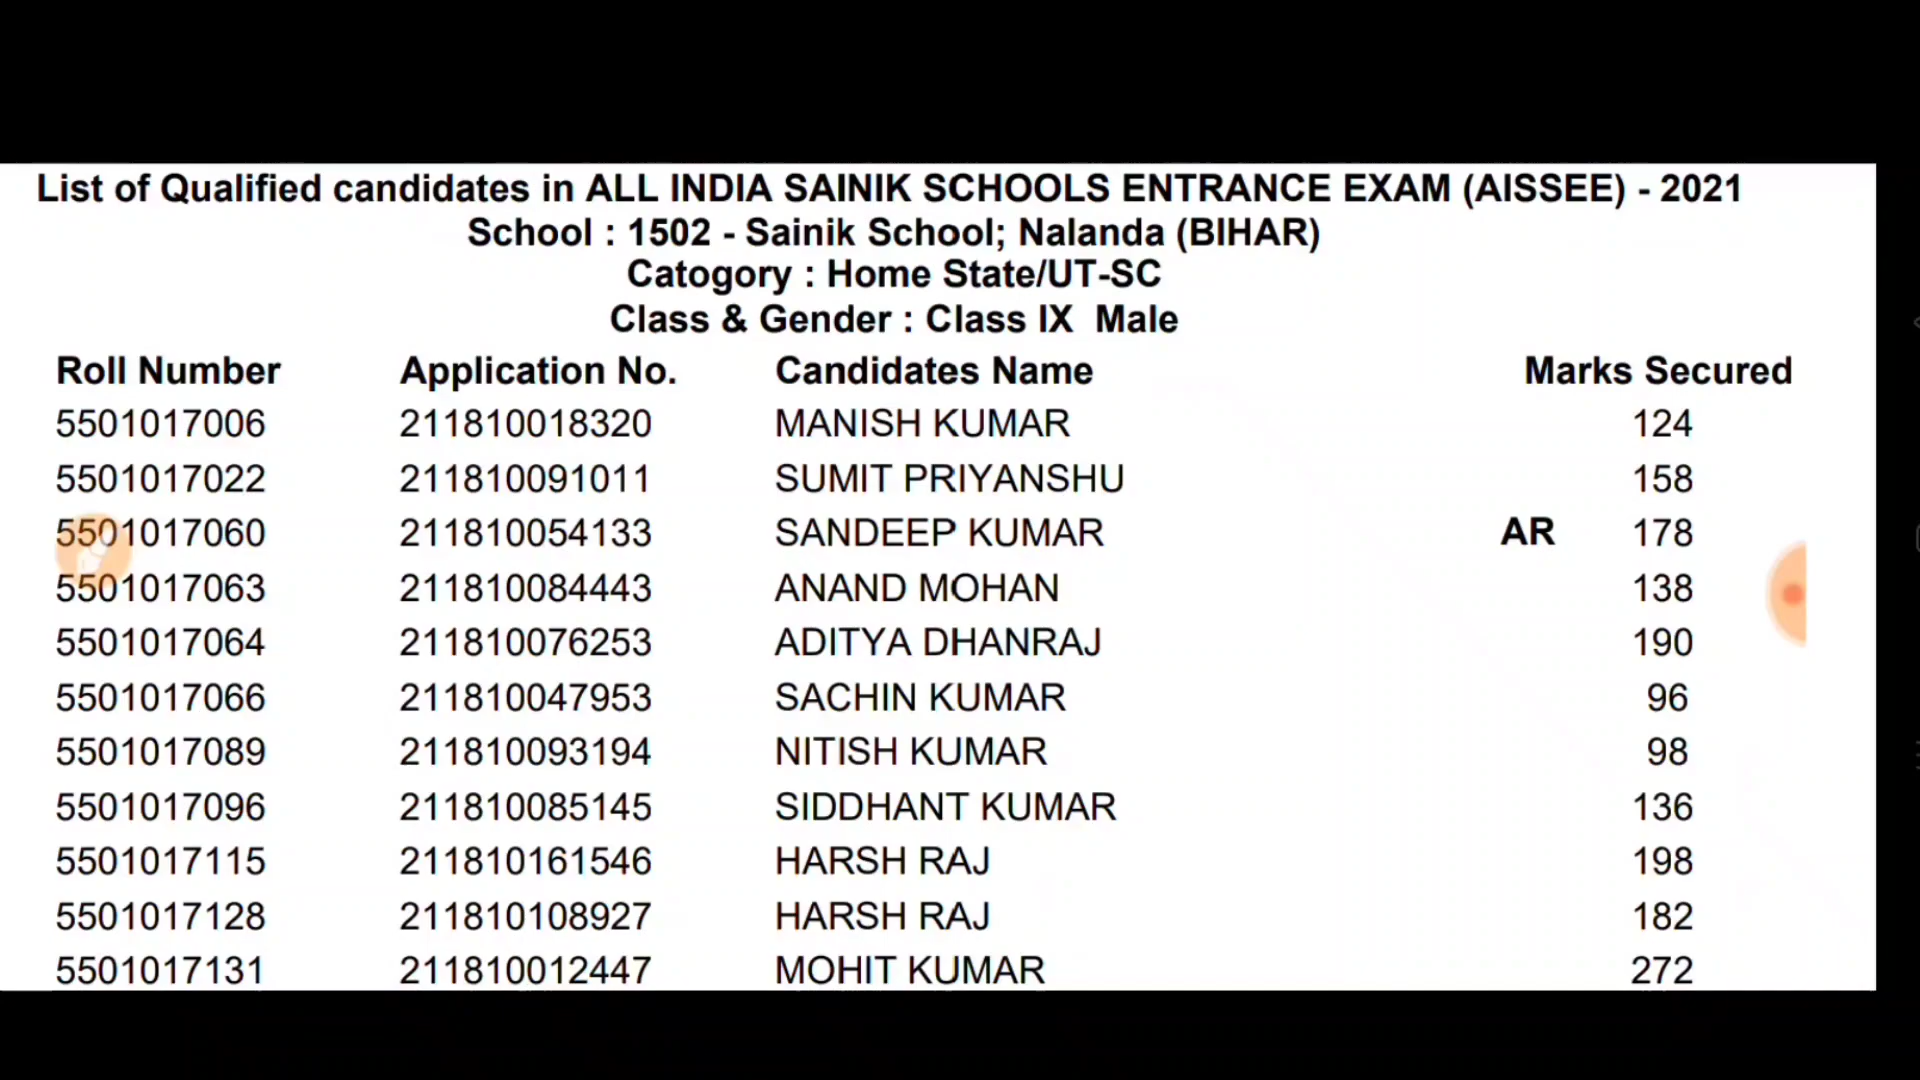 List of Qualified candidates in ALL INDIA SAINIK SCHOOLS ENTRANCE EXAM (AISSEE) - 2021
School : 1502 - Sainik School; Nalanda (BIHAR)
Catogory : Home State/UT-SC
Class & Gender : Class IX Male
Roll Number Application No. Candidates Name Marks Secured
5501017006 211810018320 MANISH KUMAR 124
5501017022 211810091011 SUMIT PRIYANSHU 158
5501017060 211810054133 SANDEEP KUMAR AR 178
5501017063 211810084443 ANAND MOHAN 138
5501017064 211810076253 ADITYA DHANRAJ 190
5501017066 211810047953 SACHIN KUMAR 96
5501017089 211810093194 NITISH KUMAR 98
5501017096 211810085145 SIDDHANT KUMAR 136
5501017115 211810161546 HARSH RAJ 198
5501017128 211810108927 HARSH RAJ 182
5501017131 211810012447 MOHIT KUMAR 272